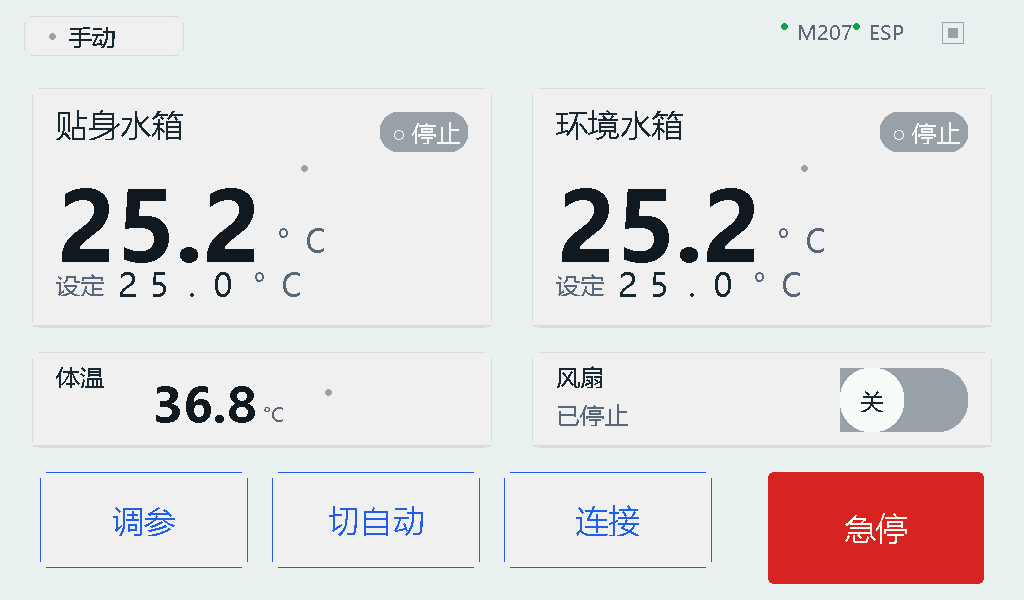 手动
M207 ESP
贴身水箱
停止
25.2 °C
设定 25.0 °C
环境水箱
停止
25.2 °C
设定 25.0 °C
体温
36.8 °C
风扇
已停止
关
调参
切自动
连接
急停